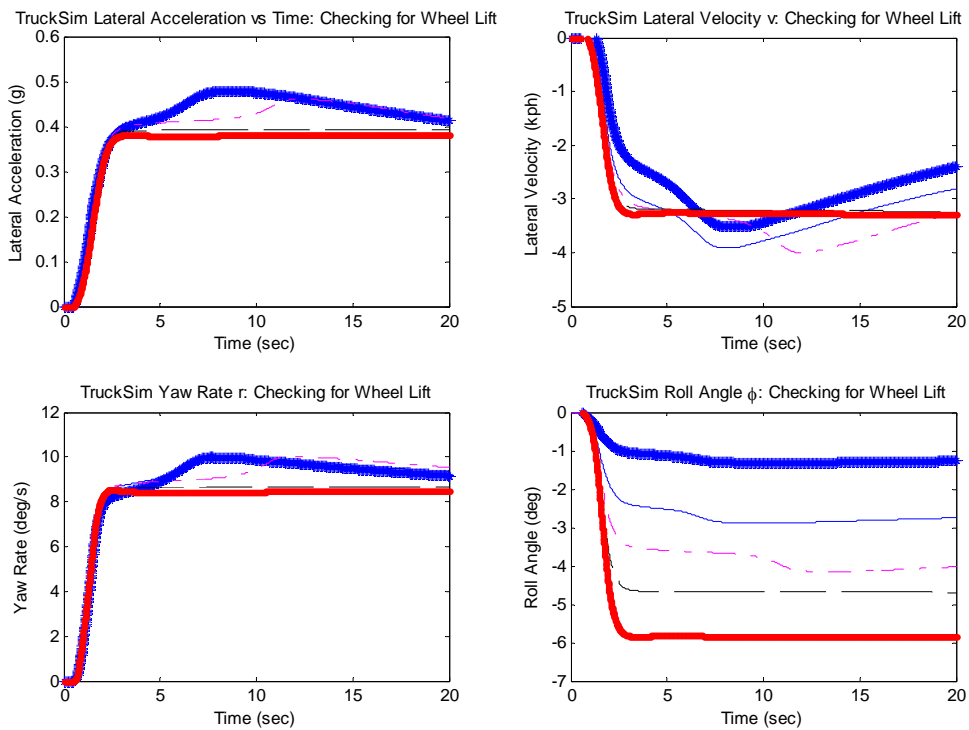 TruckSim Lateral Acceleration vs Time: Checking for Wheel Lift
0.6
0.5
0.4
0.3
0.2
0.1
0
0 5 10 15 20
Lateral Acceleration (g)
Time (sec)
TruckSim Lateral Velocity v: Checking for Wheel Lift
0
-1
-2
-3
-4
-5
0 5 10 15 20
Lateral Velocity (kph)
Time (sec)
TruckSim Yaw Rate r: Checking for Wheel Lift
12
10
8
6
4
2
0
0 5 10 15 20
Yaw Rate (deg/s)
Time (sec)
TruckSim Roll Angle ϕ: Checking for Wheel Lift
0
-1
-2
-3
-4
-5
-6
-7
0 5 10 15 20
Roll Angle (deg)
Time (sec)